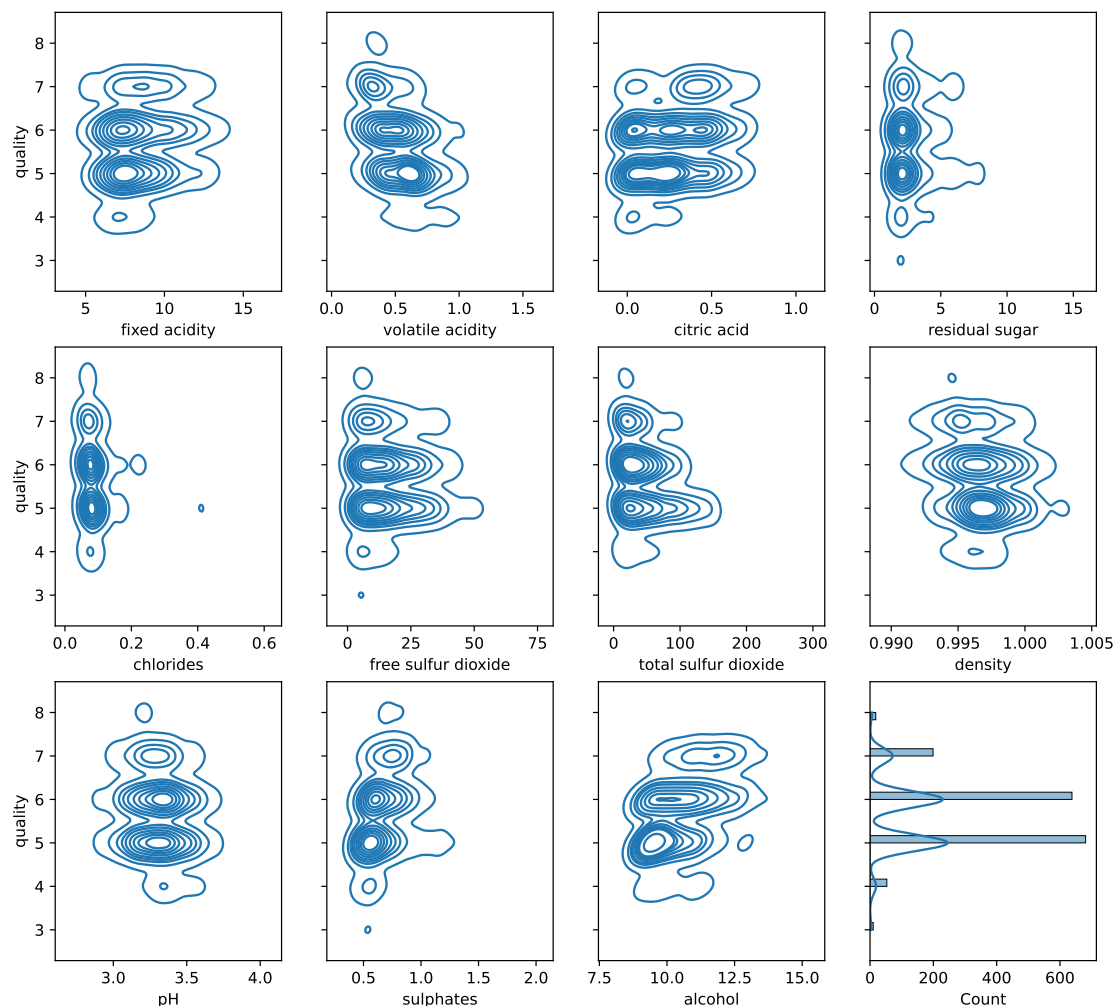 8
7
6
5
4
3
quality
5 10 15
fixed acidity
0.0 0.5 1.0 1.5
volatile acidity
0.0 0.5 1.0
citric acid
0 5 10 15
residual sugar
8
7
6
5
4
3
quality
0.0 0.2 0.4 0.6
chlorides
0 25 50 75
free sulfur dioxide
0 100 200 300
total sulfur dioxide
0.990 0.995 1.000 1.005
density
8
7
6
5
4
3
quality
3.0 3.5 4.0
pH
0.5 1.0 1.5 2.0
sulphates
7.5 10.0 12.5 15.0
alcohol
0 200 400 600
Count